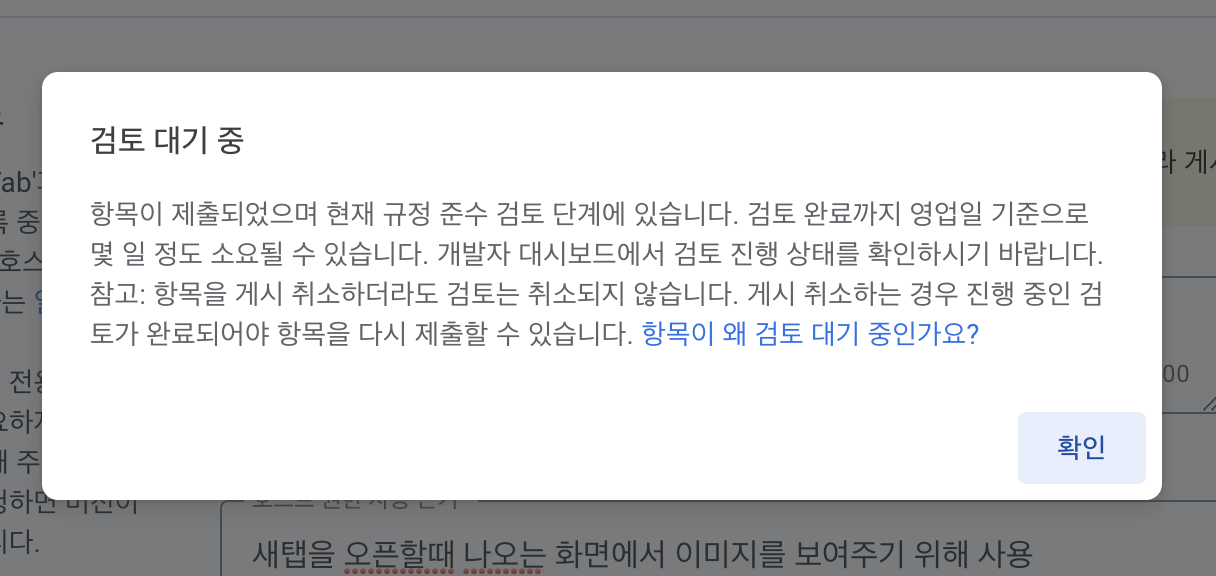 검토 대기 중
항목이 제출되었으며 현재 규정 준수 검토 단계에 있습니다. 검토 완료까지 영업일 기준으로
몇 일 정도 소요될 수 있습니다. 개발자 대시보드에서 검토 진행 상태를 확인하시기 바랍니다.
참고: 항목을 게시 취소하더라도 검토는 취소되지 않습니다. 게시 취소하는 경우 진행 중인 검
토가 완료되어야 항목을 다시 제출할 수 있습니다. 항목이 왜 검토 대기 중인가요?
확인
새탭을 오픈할때 나오는 화면에서 이미지를 보여주기 위해 사용